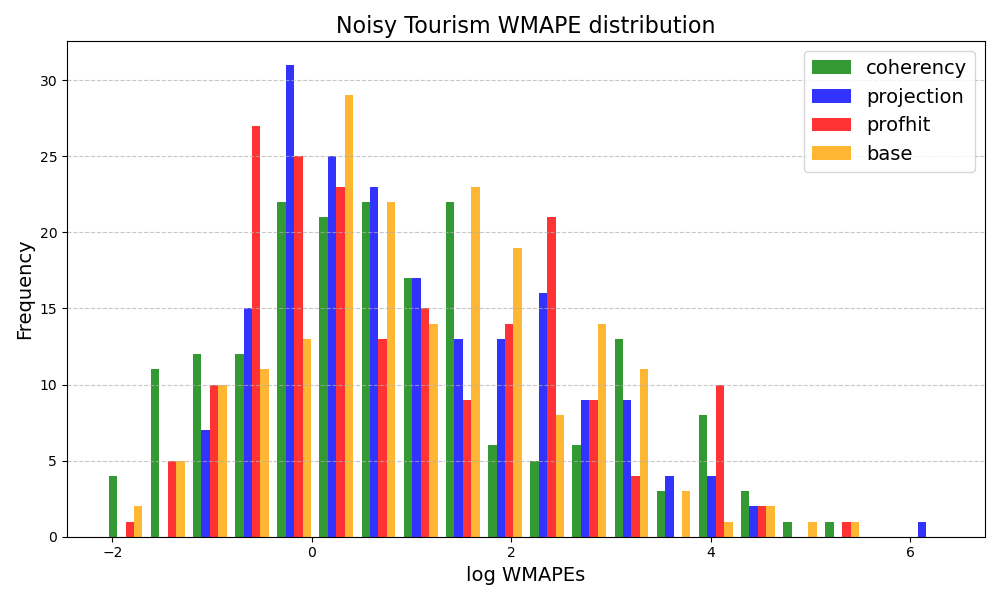 Noisy Tourism WMAPE distribution
coherency
projection
profhit
base
Frequency
30
25
20
15
10
5
0
−2
0
2
4
6
log WMAPEs